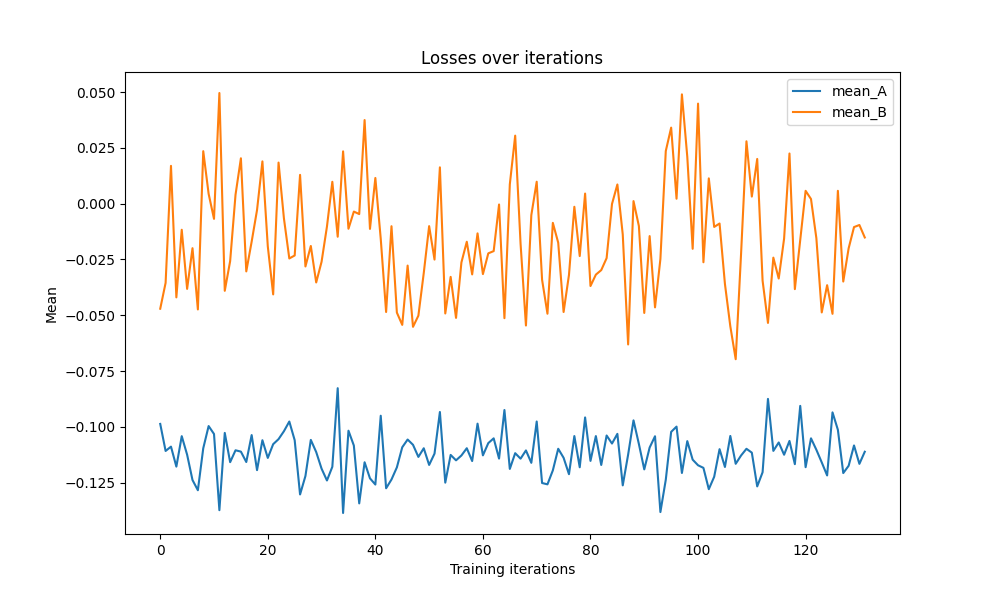 Losses over iterations
mean_A
mean_B
0.050
0.025
0.000
−0.025
−0.050
−0.075
−0.100
−0.125
Mean
0 20 40 60 80 100 120
Training iterations